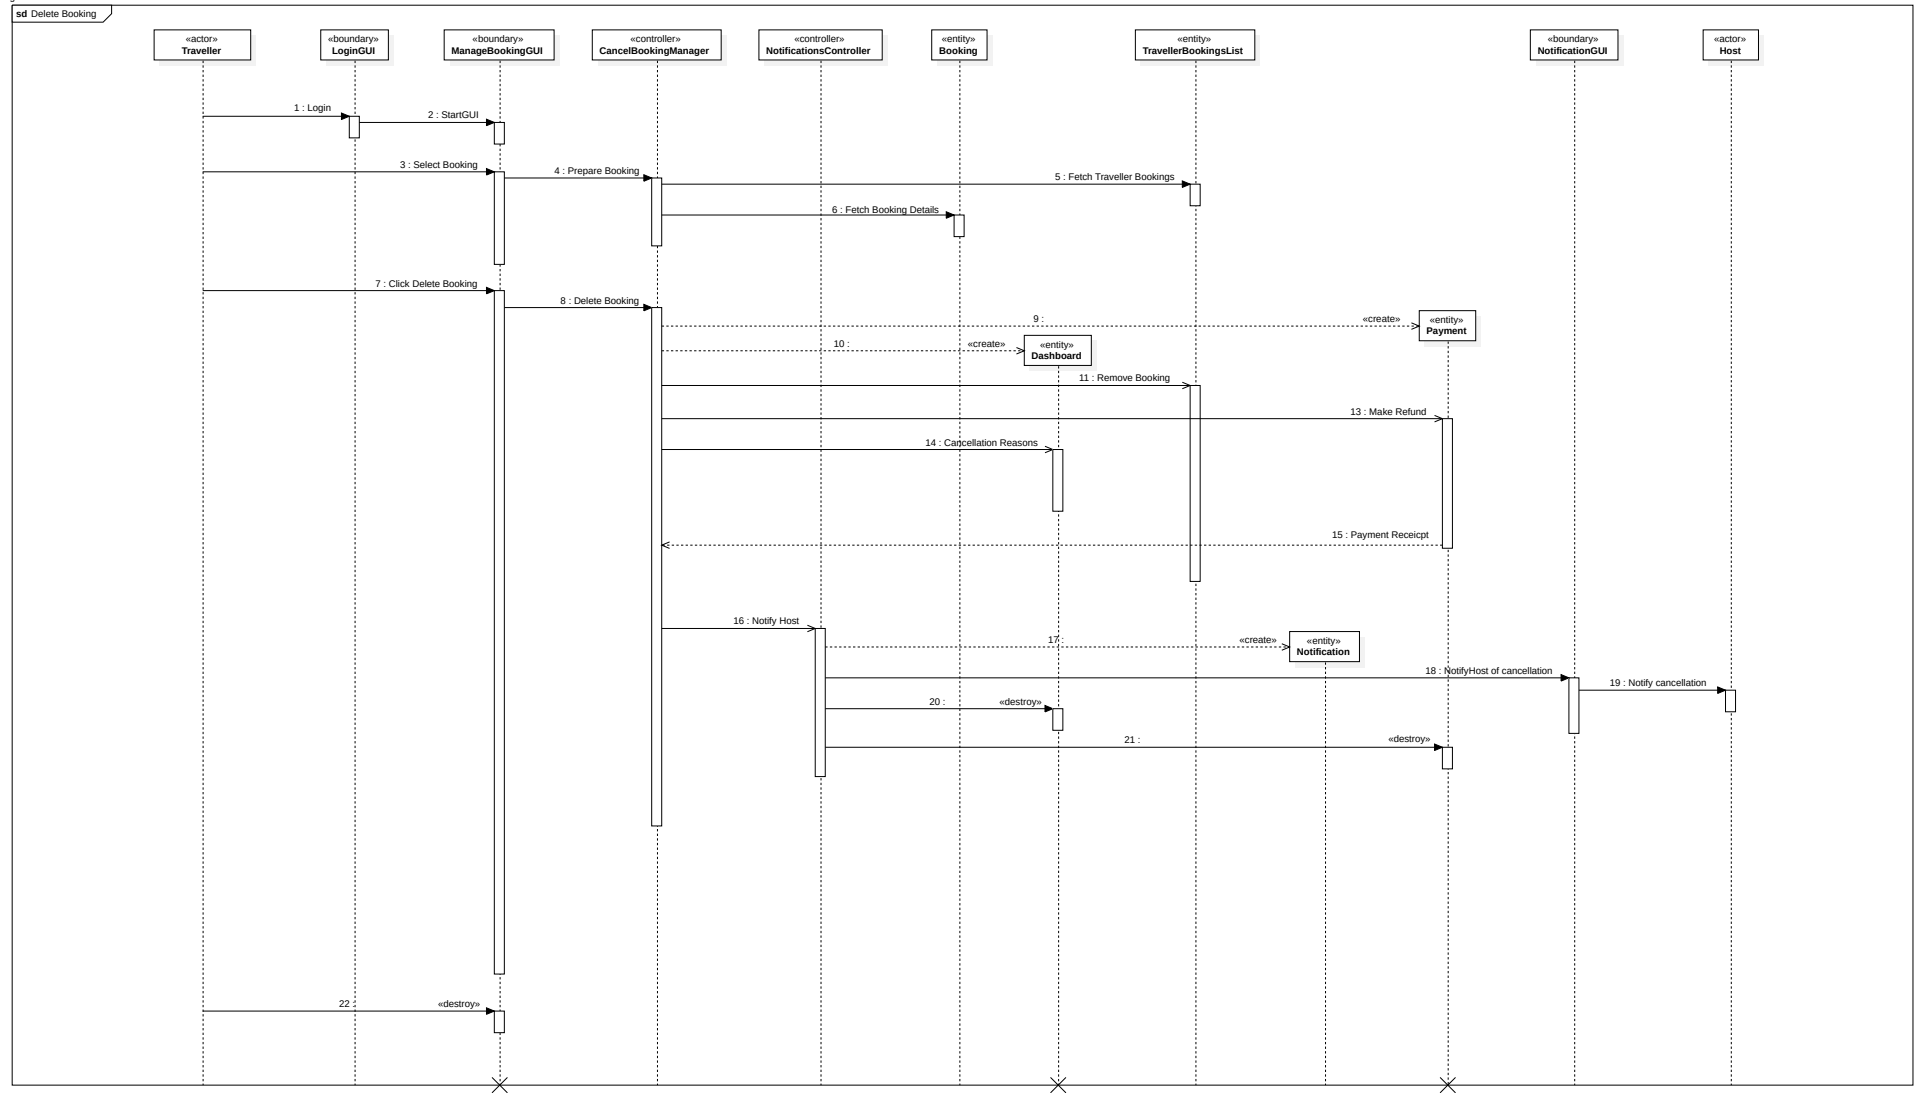 sd Delete Booking
«actor»
Traveller
«boundary»
LoginGUI
«boundary»
ManageBookingGUI
«controller»
CancelBookingManager
«controller»
NotificationsController
«entity»
Booking
«entity»
TravellerBookingsList
«boundary»
NotificationGUI
«actor»
Host
1 : Login
2 : StartGUI
3 : Select Booking
4 : Prepare Booking
5 : Fetch Traveller Bookings
6 : Fetch Booking Details
7 : Click Delete Booking
8 : Delete Booking
9 :
«create»
«entity»
Payment
10 :
«create»
«entity»
Dashboard
11 : Remove Booking
13 : Make Refund
14 : Cancellation Reasons
15 : Payment Receicpt
16 : Notify Host
17 :
«create»
«entity»
Notification
18 : NotifyHost of cancellation
19 : Notify cancellation
20 :
«destroy»
21 :
«destroy»
22 :
«destroy»